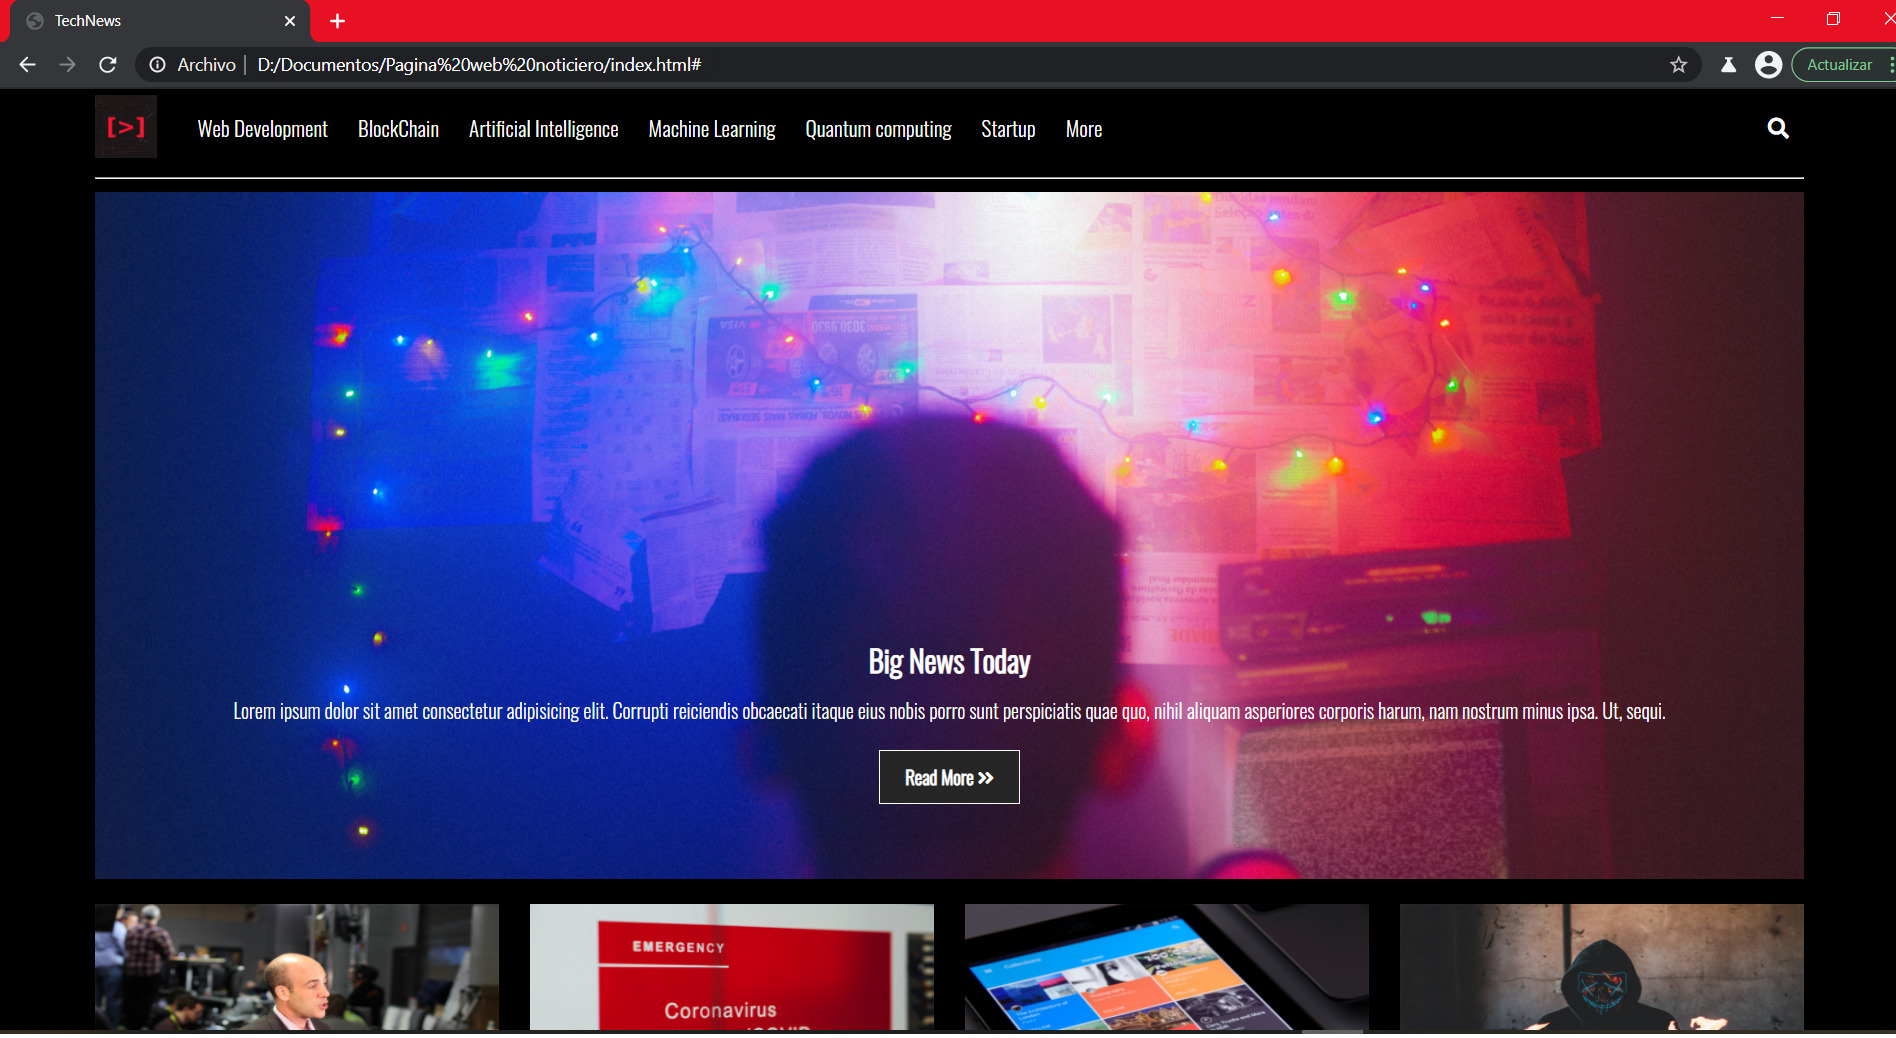 TechNews
Archivo | D:/Documentos/Pagina%20web%20noticiero/index.html#
Actualizar
[>]
Web Development BlockChain Artificial Intelligence Machine Learning Quantum computing Startup More
VISA
3030 9930
Big News Today
Lorem ipsum dolor sit amet consectetur adipisicing elit. Corrupti reiciendis obcaecati itaque eius nobis porro sunt perspiciatis quae quo, nihil aliquam asperiores corporis harum, nam nostrum minus ipsa. Ut, sequi.
Read More »
EMERGENCY
Coronavirus